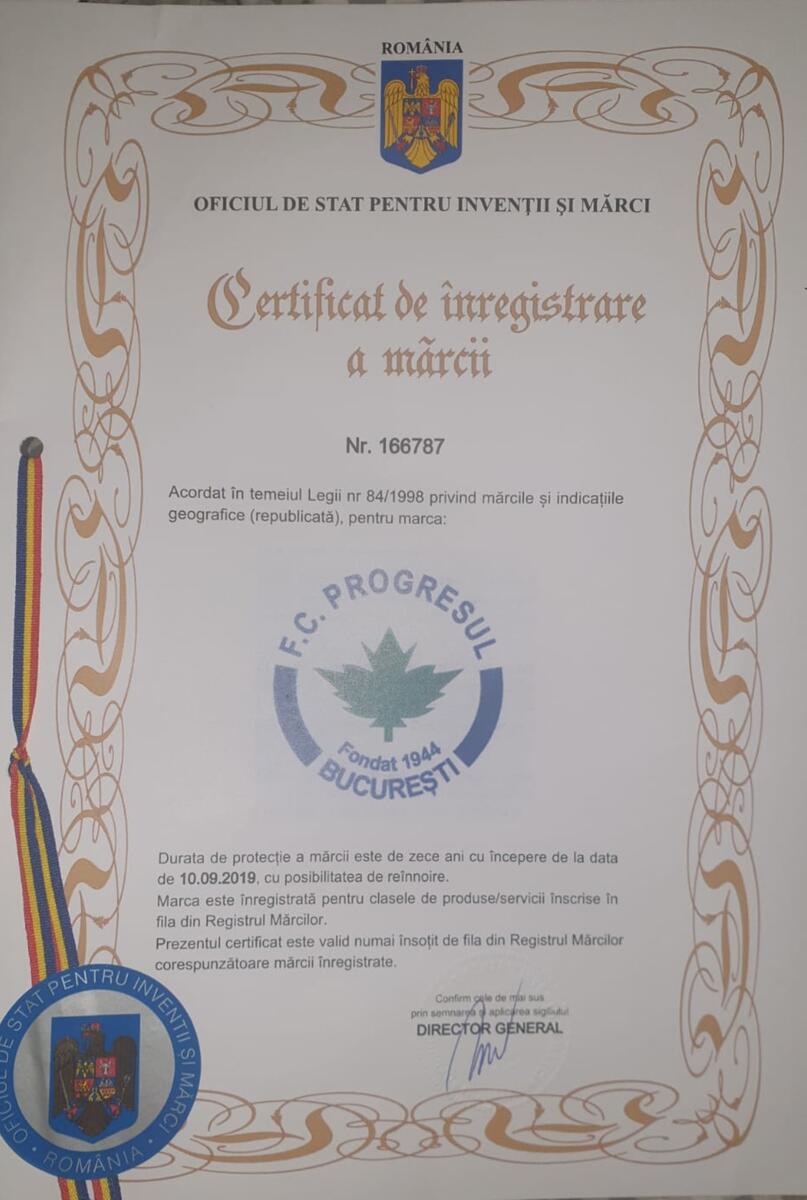 ROMÂNIA
OFICIUL DE STAT PENTRU INVENŢII ŞI MĂRCI
Certificat de înregistrare
a mărcii
Nr. 166787
Acordat în temeiul Legii nr 84/1998 privind mărcile și indicațiile
geografice (republicată), pentru marca:
F.C. PROGRESUL
Fondat 1944
BUCUREȘTI
Durata de protecție a mărcii este de zece ani cu începere de la data
de 10.09.2019, cu posibilitatea de reînnoire.
Marca este înregistrată pentru clasele de produse/servicii înscrise în
fila din Registrul Mărcilor.
Prezentul certificat este valid numai însoțit de fila din Registrul Mărcilor
corespunzătoare mărcii înregistrate.
Confirm cele de mai sus
prin semnarea și aplicarea sigiliului
DIRECTOR GENERAL
OFICIUL DE STAT PENTRU INVENȚII ȘI MĂRCI
• ROMÂNIA •